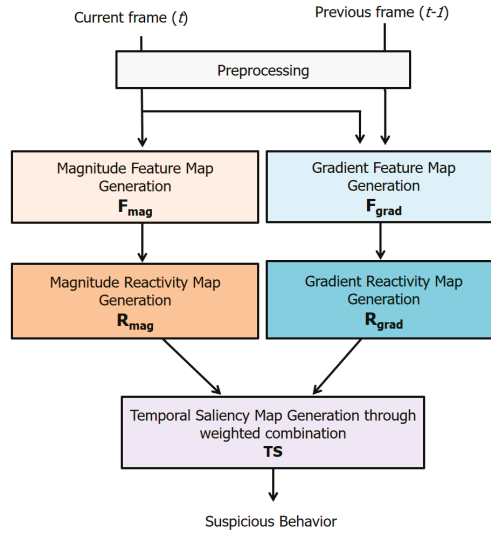 Current frame (t)
Previous frame (t-1)
Preprocessing
Magnitude Feature Map
Generation
Fmag
Gradient Feature Map
Generation
Fgrad
Magnitude Reactivity Map
Generation
Rmag
Gradient Reactivity Map
Generation
Rgrad
Temporal Saliency Map Generation through
weighted combination
TS
Suspicious Behavior